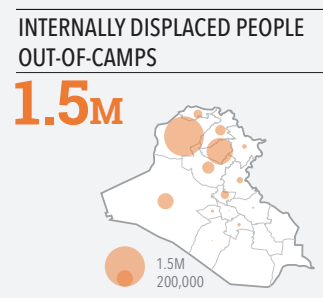 INTERNALLY DISPLACED PEOPLE
OUT-OF-CAMPS
1.5M
1.5M
200,000